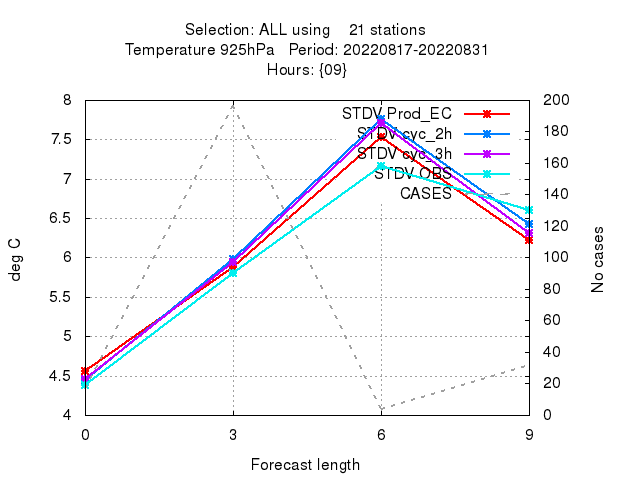 Selection: ALL using    21 stations
Temperature 925hPa   Period: 20220817-20220831
Hours: {09}
STDV Prod_EC
STDV cyc_2h
STDV cyc_3h
STDV OBS
CASES
8
7.5
7
6.5
6
5.5
5
4.5
4
200
180
160
140
120
100
80
60
40
20
0
deg C
No cases
0
3
6
9
Forecast length